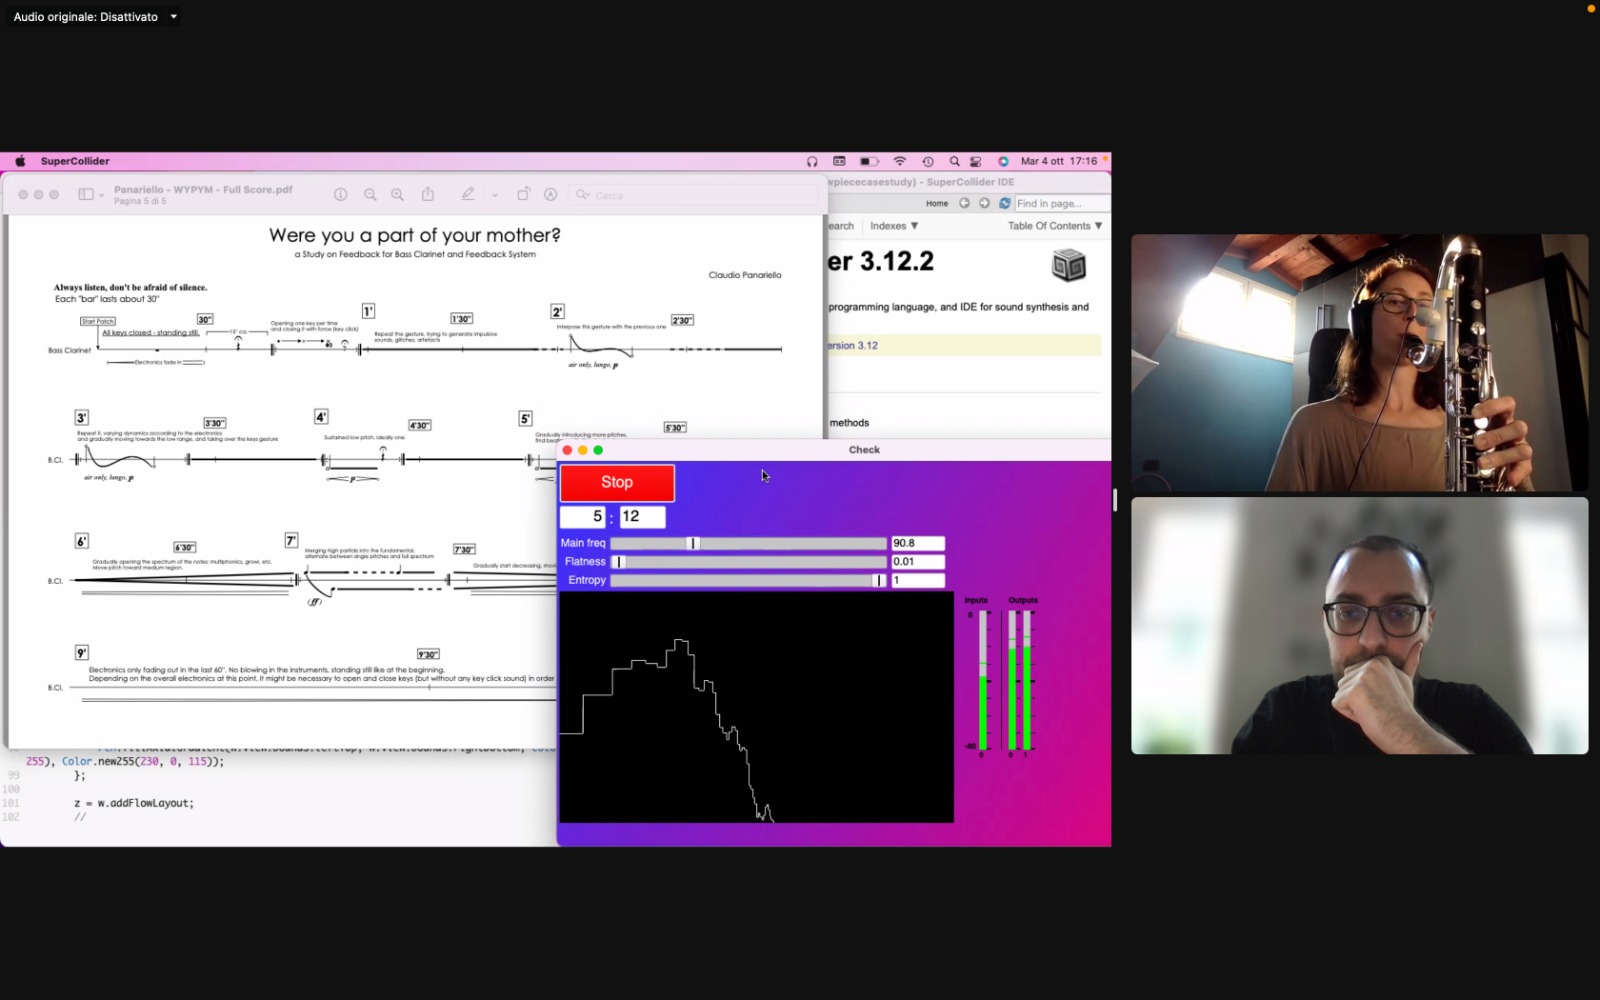 Audio originale: Disattivato
SuperCollider
Mar 4 ott 17:16
Panariello - WYPYM - Full Score.pdf
Pagina 5 di 5
Cerca
wpiececasestudy) - SuperCollider IDE
Home
Find in page...
earch Indexes ▼
Table Of Contents ▼
er 3.12.2
programming language, and IDE for sound synthesis and
ersion 3.12
methods
Were you a part of your mother?
a Study on Feedback for Bass Clarinet and Feedback System
Claudio Panariello
Always listen, don't be afraid of silence.
Each "bar" lasts about 30"
Start Patch
All keys closed - standing still.
30"
Opening one key per time
and closing it with force (key click)
1'
1'30"
Repeat the gesture, trying to generate impulsive
sounds, glitches, artefacts
2'
Interpose this gesture with the previous one
2'30"
Bass Clarinet
Electronics fade in
air only, lungo, p
3'
3'30"
Repeat it, varying dynamics according to the electronics
and gradually moving towards the low range, and taking over the keys gesture
4'
4'30"
Sustained low pitch, ideally one
5'
5'30"
Gradually introducing more pitches,
B.Cl.
air only, lungo, p
p
6'
6'30"
Gradually opening the spectrum of the notes: multiphonics, growl, etc.
Move pitch toward medium region.
7'
Merging high partials into the fundamental,
alternate between single pitches and full spectrum
7'30"
Gradually start decreasing,
B.Cl.
(ff)
9'
9'30"
Electronics only fading out in the last 60". No blowing in the instruments, standing still like at the beginning.
Depending on the overall electronics at this point, it might be necessary to open and close keys (but without any key click sound) in order
B.Cl.
255), Color.new255(230, 0, 115));
99 };
100
101 z = w.addFlowLayout;
102 //
Check
Stop
5 : 12
Main freq 90.8
Flatness 0.01
Entropy 1
Inputs Outputs
0
-80
0 0 1